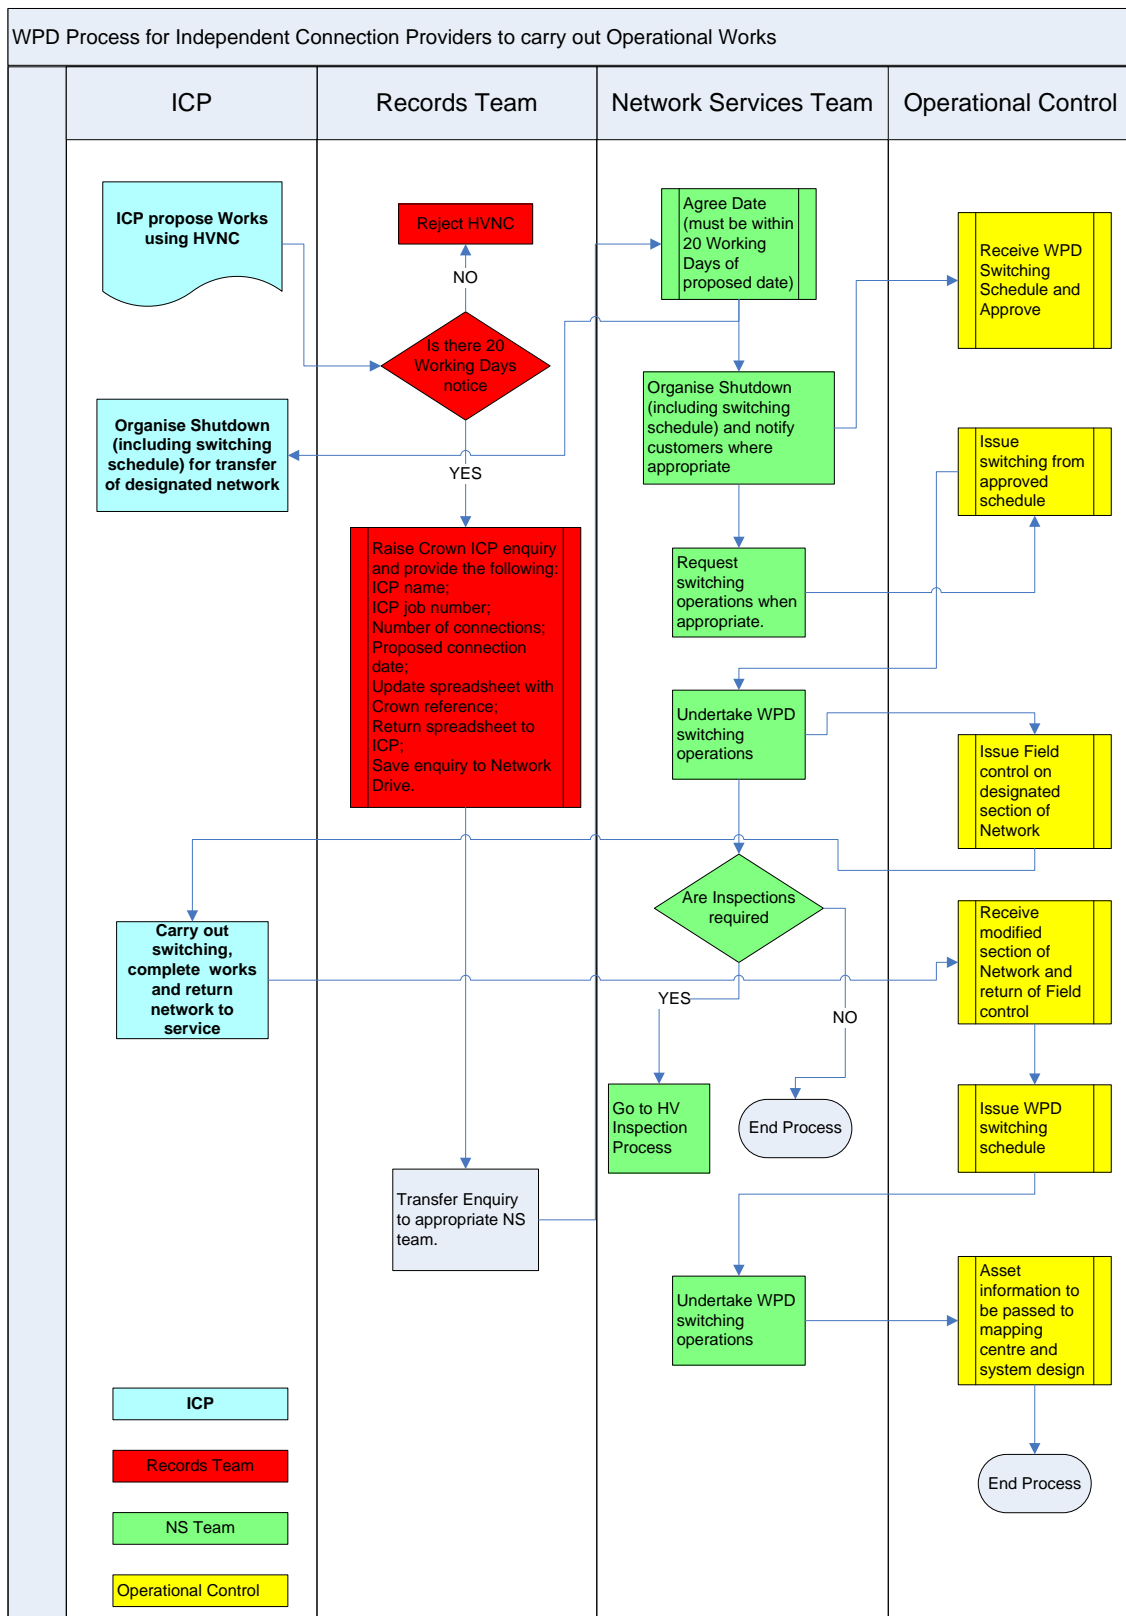 WPD Process for Independent Connection Providers to carry out Operational Works
ICP
Records Team
Network Services Team
Operational Control
ICP propose Works
using HVNC
Reject HVNC
NO
Is there 20
Working Days
notice
YES
Organise Shutdown
(including switching
schedule) for transfer
of designated network
Raise Crown ICP enquiry
and provide the following:
ICP name;
ICP job number;
Number of connections;
Proposed connection
date;
Update spreadsheet with
Crown reference;
Return spreadsheet to
ICP;
Save enquiry to Network
Drive.
Transfer Enquiry
to appropriate NS
team.
Agree Date
(must be within
20 Working
Days of
proposed date)
Organise Shutdown
(including switching
schedule) and notify
customers where
appropriate
Receive WPD
Switching
Schedule and
Approve
Request
switching
operations when
appropriate.
Issue
switching from
approved
schedule
Undertake WPD
switching
operations
Issue Field
control on
designated
section of
Network
Are Inspections
required
YES
NO
Go to HV
Inspection
Process
End Process
Carry out
switching,
complete works
and return
network to
service
Receive
modified
section of
Network and
return of Field
control
Issue WPD
switching
schedule
Undertake WPD
switching
operations
Asset
information to
be passed to
mapping
centre and
system design
End Process
ICP
Records Team
NS Team
Operational Control